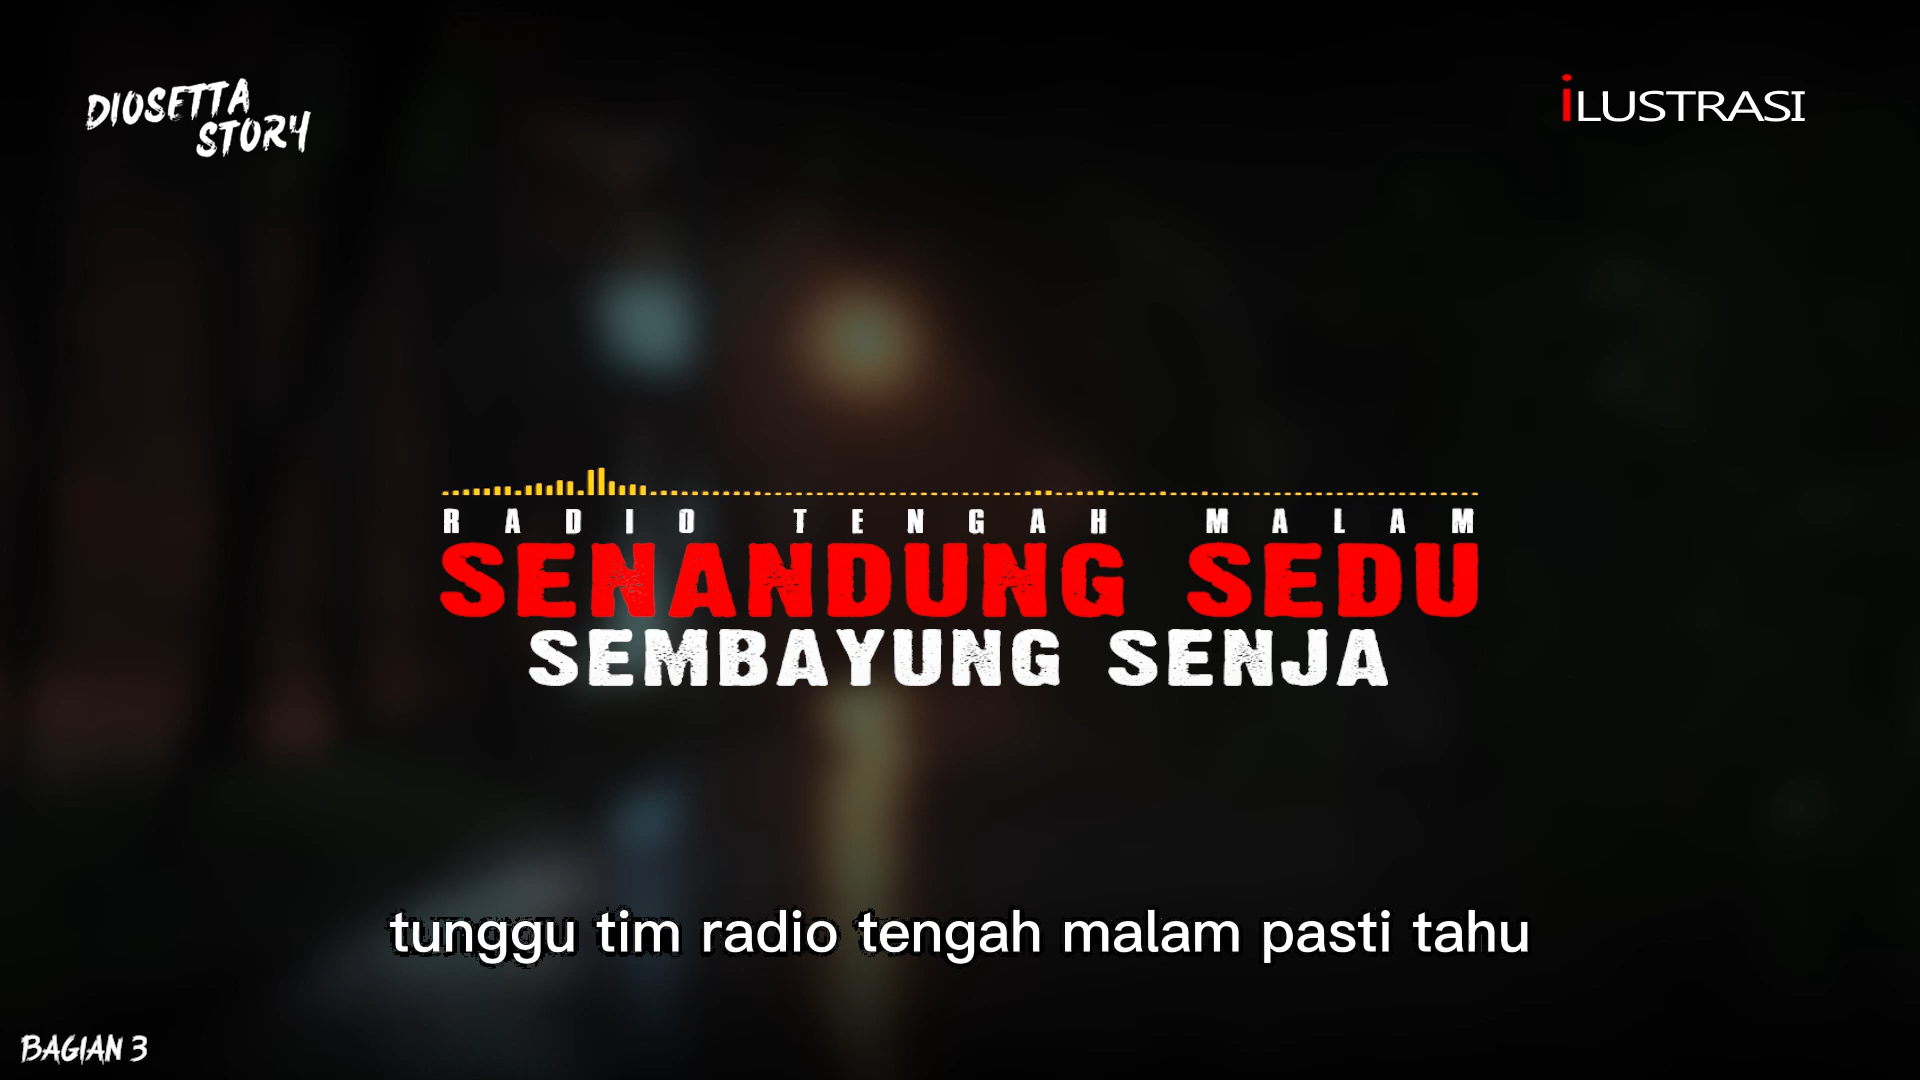 DIOSETTA
STORY
iLUSTRASI
RADIO TENGAH MALAM
SENANDUNG SEDU
SEMBAYUNG SENJA
tunggu tim radio tengah malam pasti tahu
BAGIAN 3